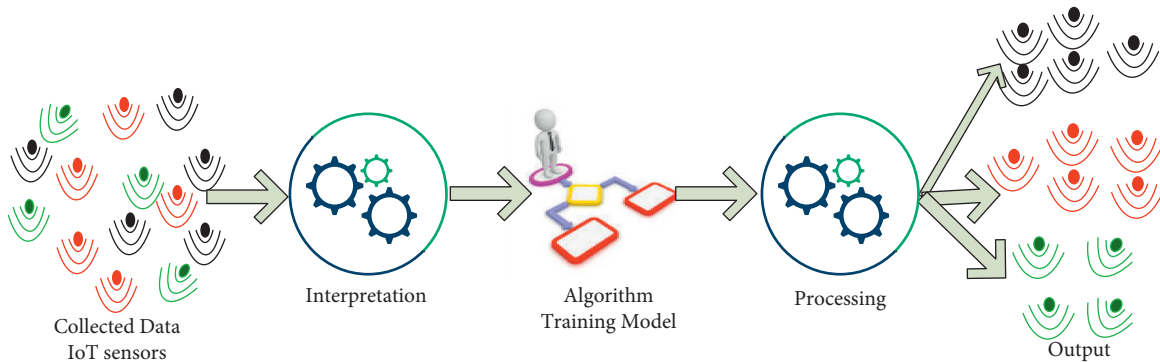 Collected Data
IoT sensors
Interpretation
Algorithm
Training Model
Processing
Output